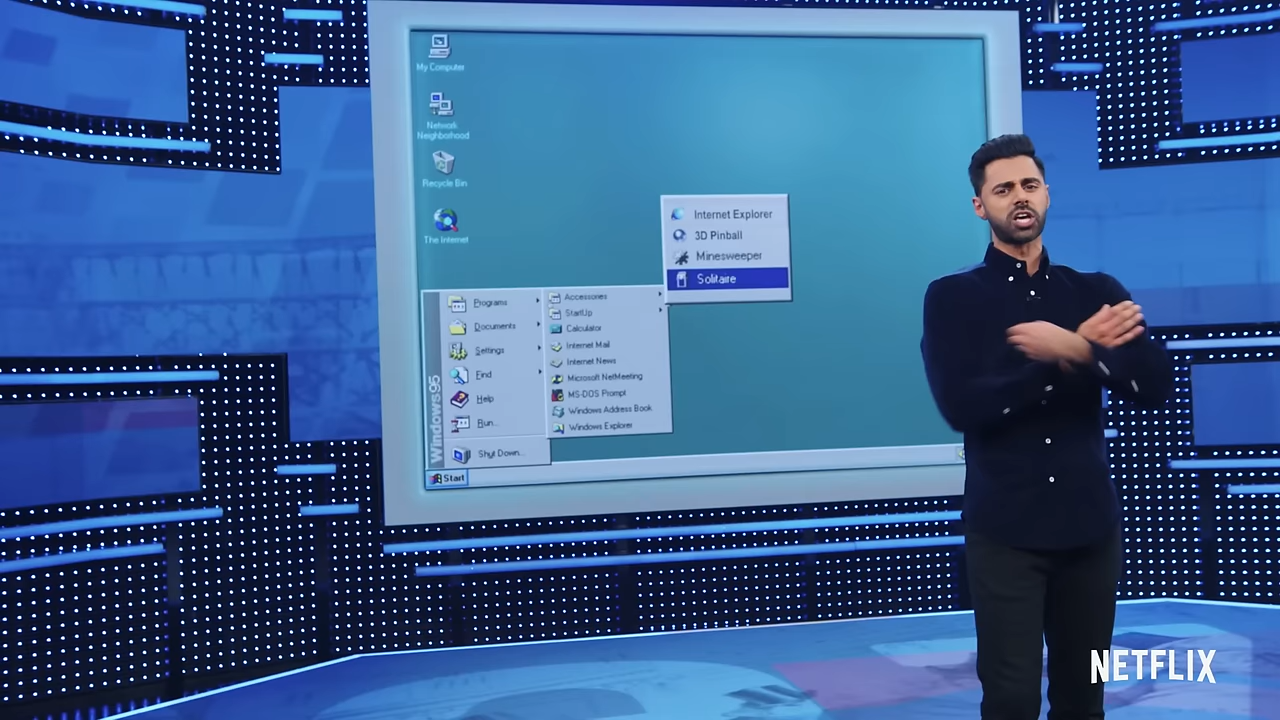 My Computer
Network
Neighborhood
Recycle Bin
The Internet
Internet Explorer
3D Pinball
Minesweeper
Solitaire
Windows95
Programs
Documents
Settings
Find
Help
Run...
Shut Down...
Accessories
StartUp
Calculator
Internet Mail
Internet News
Microsoft NetMeeting
MS-DOS Prompt
Windows Address Book
Windows Explorer
Start
NETFLIX